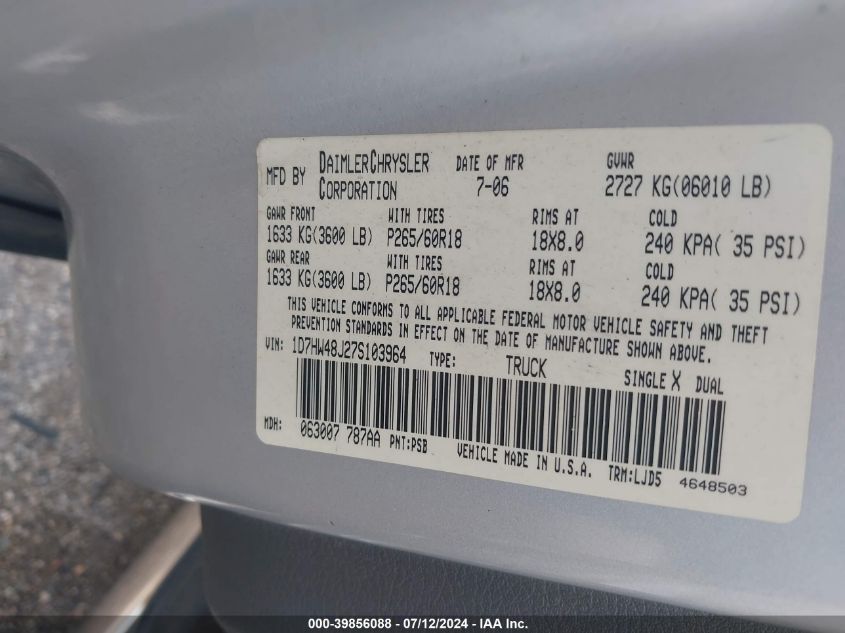 MFD BY DAIMLERCHRYSLER CORPORATION DATE OF MFR 7-06 GVWR 2727 KG(06010 LB)
GAWR FRONT WITH TIRES RIMS AT COLD
1633 KG(3600 LB) P265/60R18 18X8.0 240 KPA( 35 PSI)
GAWR REAR WITH TIRES RIMS AT COLD
1633 KG(3600 LB) P265/60R18 18X8.0 240 KPA( 35 PSI)
THIS VEHICLE CONFORMS TO ALL APPLICABLE FEDERAL MOTOR VEHICLE SAFETY AND THEFT
PREVENTION STANDARDS IN EFFECT ON THE DATE OF MANUFACTURE SHOWN ABOVE.
VIN: 1D7HW48J27S103964 TYPE: TRUCK SINGLE X DUAL
MDH: 063007 787AA PNT:PSB VEHICLE MADE IN U.S.A. TRM:LJD5 4648503
000-39856088 - 07/12/2024 - IAA Inc.